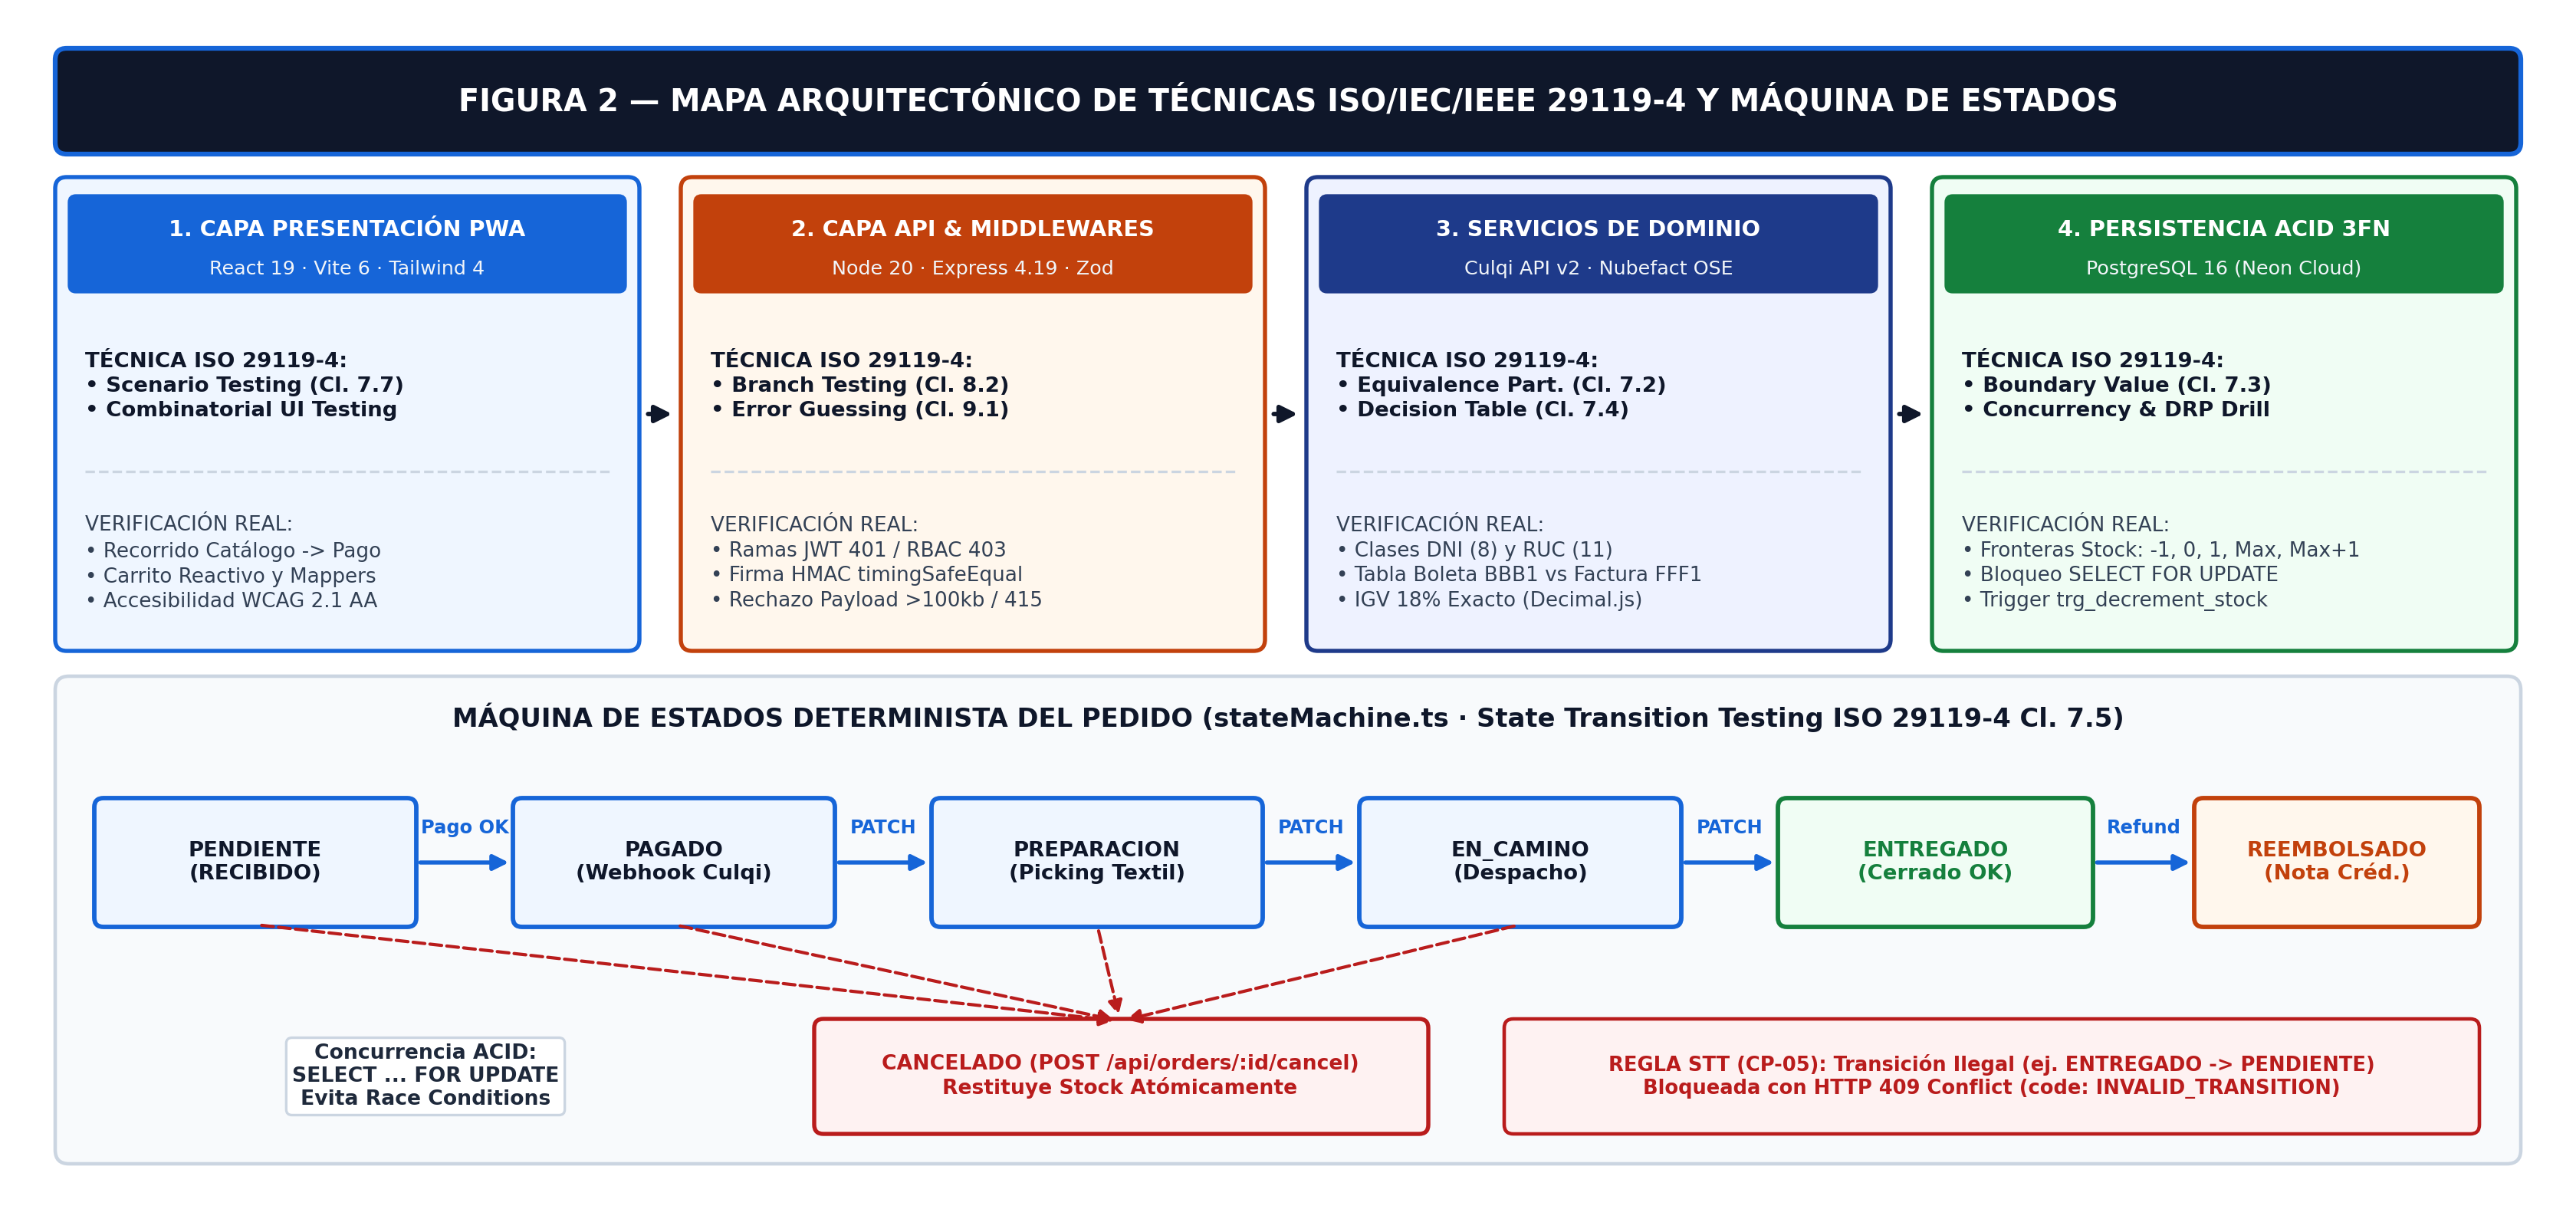 FIGURA 2 — MAPA ARQUITECTÓNICO DE TÉCNICAS ISO/IEC/IEEE 29119-4 Y MÁQUINA DE ESTADOS
1. CAPA PRESENTACIÓN PWA
React 19 · Vite 6 · Tailwind 4
TÉCNICA ISO 29119-4:
• Scenario Testing (Cl. 7.7)
• Combinatorial UI Testing
VERIFICACIÓN REAL:
• Recorrido Catálogo -> Pago
• Carrito Reactivo y Mappers
• Accesibilidad WCAG 2.1 AA
2. CAPA API & MIDDLEWARES
Node 20 · Express 4.19 · Zod
TÉCNICA ISO 29119-4:
• Branch Testing (Cl. 8.2)
• Error Guessing (Cl. 9.1)
VERIFICACIÓN REAL:
• Ramas JWT 401 / RBAC 403
• Firma HMAC timingSafeEqual
• Rechazo Payload >100kb / 415
3. SERVICIOS DE DOMINIO
Culqi API v2 · Nubefact OSE
TÉCNICA ISO 29119-4:
• Equivalence Part. (Cl. 7.2)
• Decision Table (Cl. 7.4)
VERIFICACIÓN REAL:
• Clases DNI (8) y RUC (11)
• Tabla Boleta BBB1 vs Factura FFF1
• IGV 18% Exacto (Decimal.js)
4. PERSISTENCIA ACID 3FN
PostgreSQL 16 (Neon Cloud)
TÉCNICA ISO 29119-4:
• Boundary Value (Cl. 7.3)
• Concurrency & DRP Drill
VERIFICACIÓN REAL:
• Fronteras Stock: -1, 0, 1, Max, Max+1
• Bloqueo SELECT FOR UPDATE
• Trigger trg_decrement_stock
MÁQUINA DE ESTADOS DETERMINISTA DEL PEDIDO (stateMachine.ts · State Transition Testing ISO 29119-4 Cl. 7.5)
PENDIENTE
(RECIBIDO)
Pago OK
PAGADO
(Webhook Culqi)
PATCH
PREPARACION
(Picking Textil)
PATCH
EN_CAMINO
(Despacho)
PATCH
ENTREGADO
(Cerrado OK)
Refund
REEMBOLSADO
(Nota Créd.)
Concurrencia ACID:
SELECT ... FOR UPDATE
Evita Race Conditions
CANCELADO (POST /api/orders/:id/cancel)
Restituye Stock Atómicamente
REGLA STT (CP-05): Transición Ilegal (ej. ENTREGADO -> PENDIENTE)
Bloqueada con HTTP 409 Conflict (code: INVALID_TRANSITION)